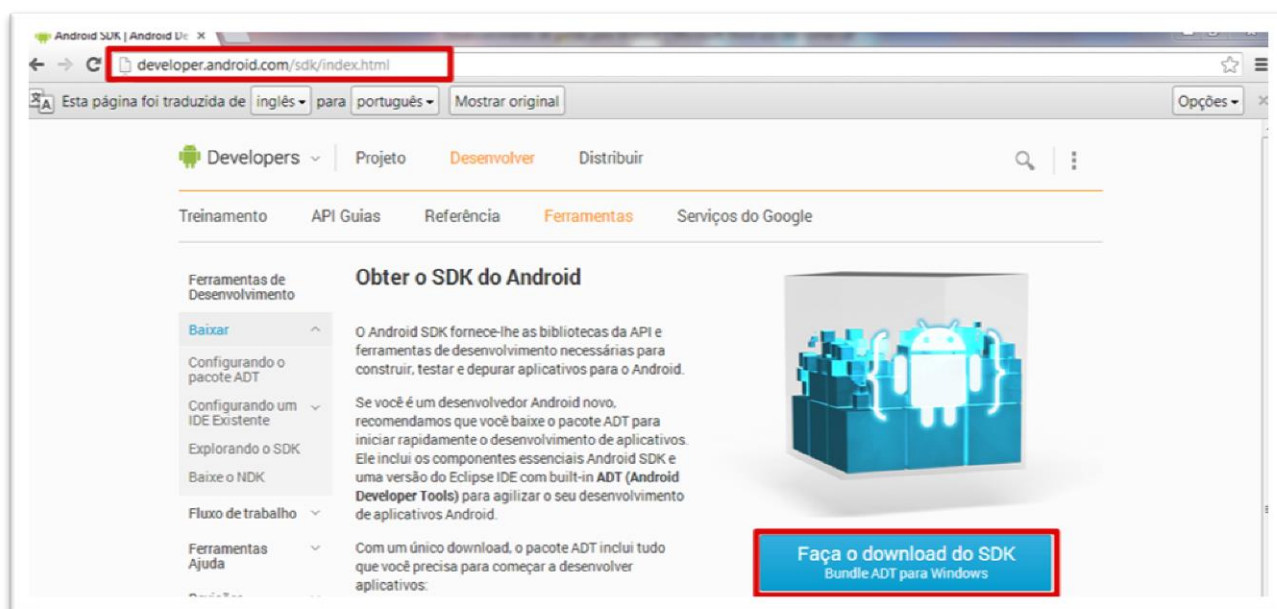 Android SDK | Android De
developer.android.com/sdk/index.html
Esta página foi traduzida de inglês para português Mostrar original Opções
Developers Projeto Desenvolver Distribuir
Treinamento API Guias Referência Ferramentas Serviços do Google
Ferramentas de
Desenvolvimento
Baixar
Configurando o
pacote ADT
Configurando um
IDE Existente
Explorando o SDK
Baixe o NDK
Fluxo de trabalho
Ferramentas
Ajuda
Obter o SDK do Android
O Android SDK fornece-lhe as bibliotecas da API e
ferramentas de desenvolvimento necessárias para
construir, testar e depurar aplicativos para o Android.
Se você é um desenvolvedor Android novo,
recomendamos que você baixe o pacote ADT para
iniciar rapidamente o desenvolvimento de aplicativos.
Ele inclui os componentes essenciais Android SDK e
uma versão do Eclipse IDE com built-in ADT (Android
Developer Tools) para agilizar o seu desenvolvimento
de aplicativos Android.
Com um único download, o pacote ADT inclui tudo
que você precisa para começar a desenvolver
aplicativos:
Faça o download do SDK
Bundle ADT para Windows